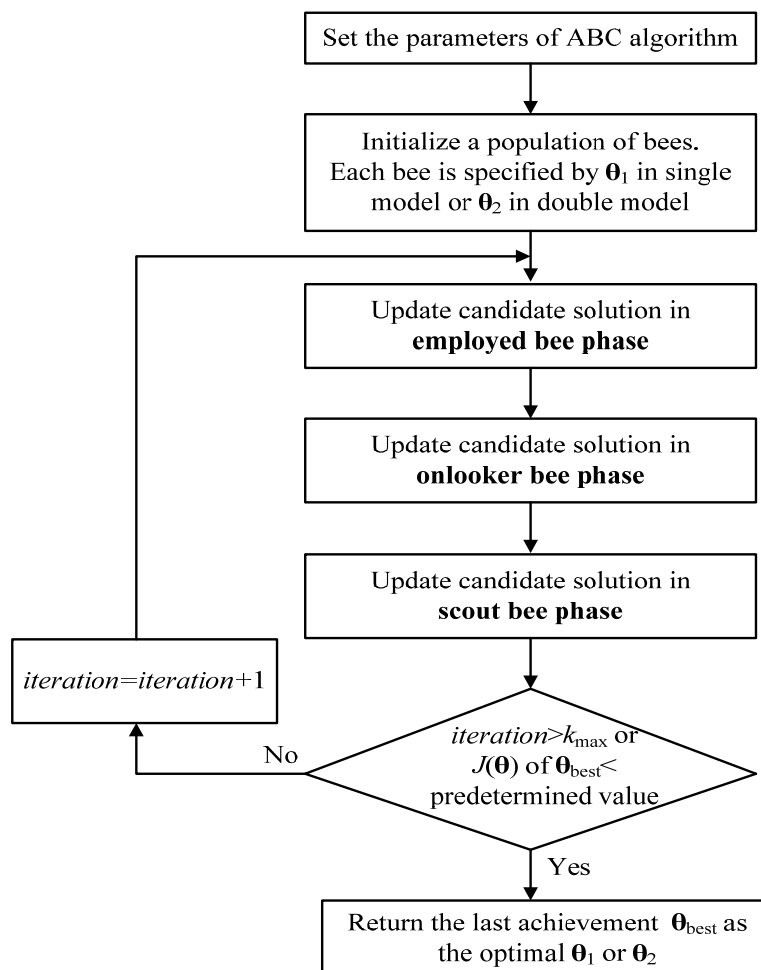 Set the parameters of ABC algorithm
Initialize a population of bees.
Each bee is specified by θ₁ in single
model or θ₂ in double model
Update candidate solution in
employed bee phase
Update candidate solution in
onlooker bee phase
Update candidate solution in
scout bee phase
iteration=iteration+1
iteration>kmax or
J(θ) of θbest<
predetermined value
No
Yes
Return the last achievement θbest as
the optimal θ₁ or θ₂